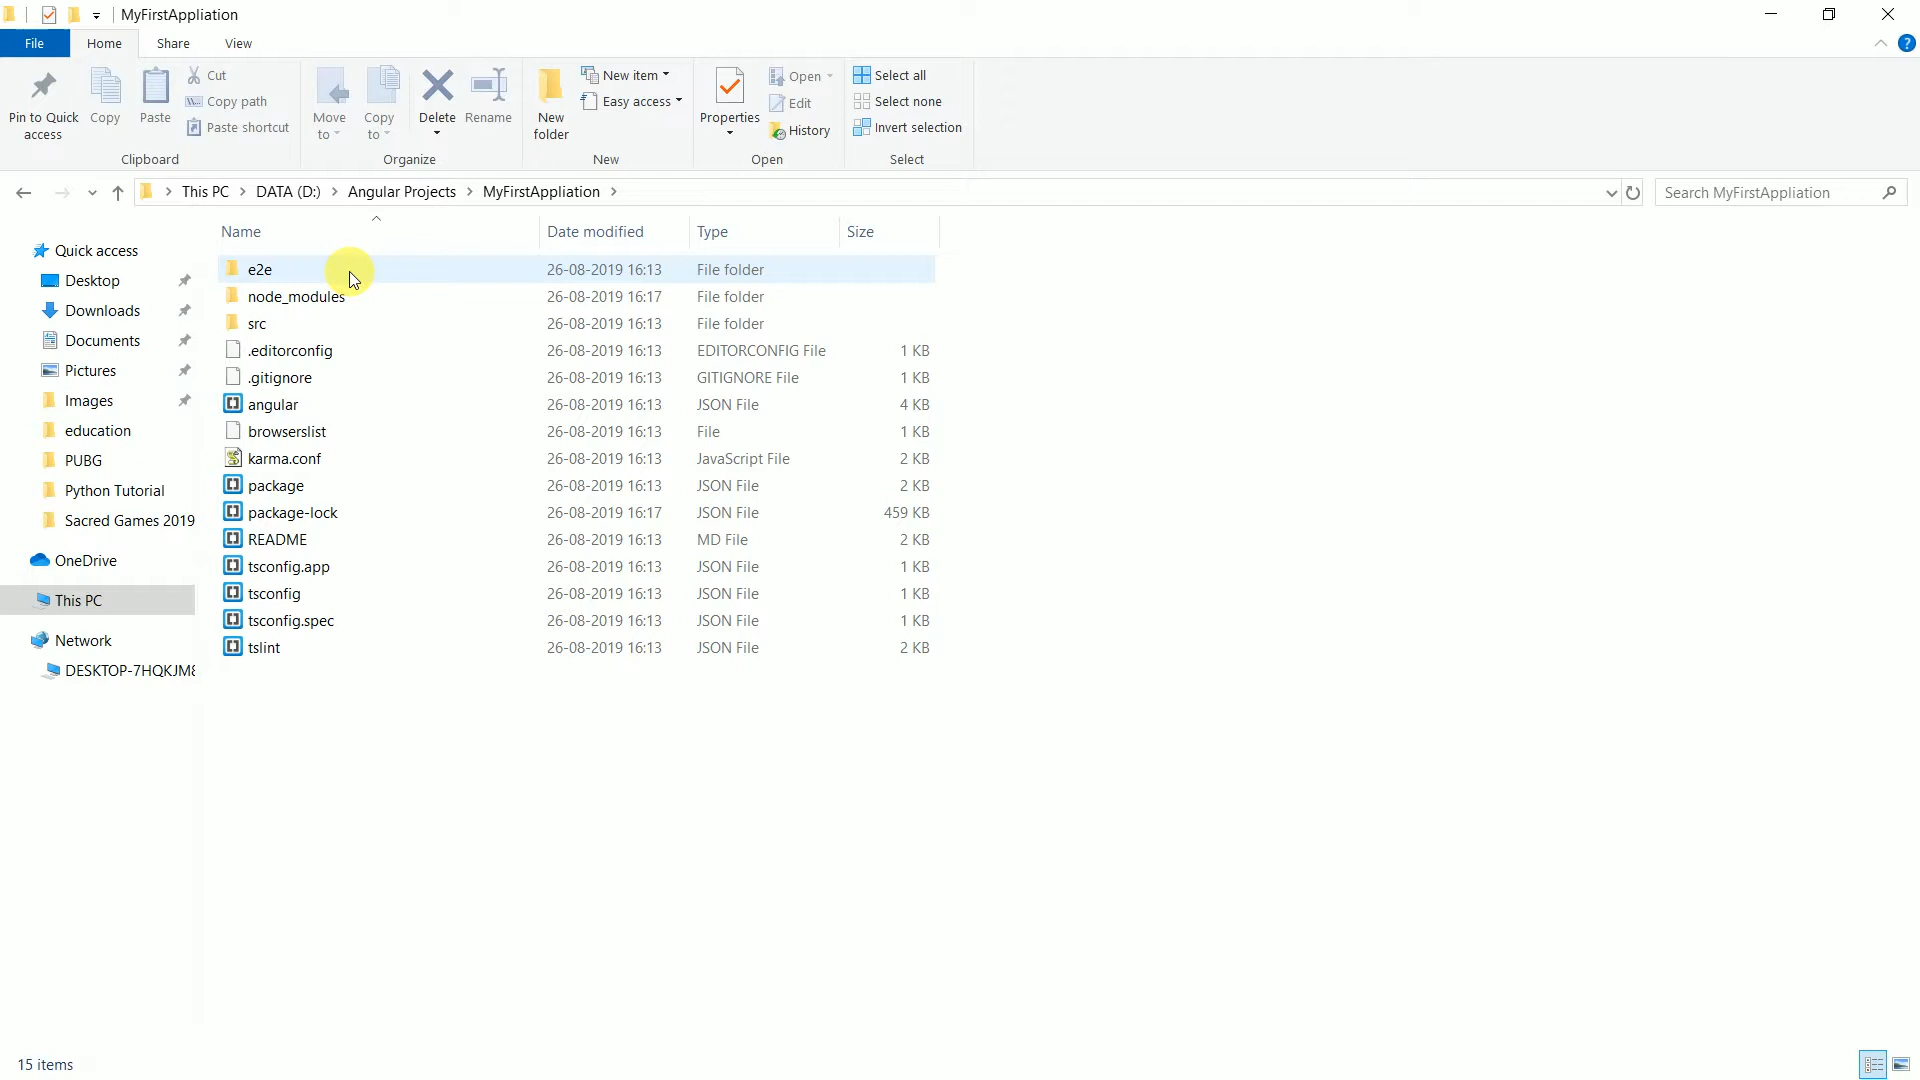 MyFirstAppliation
File Home Share View
Pin to Quick access
Copy
Paste
Cut
Copy path
Paste shortcut
Clipboard
Move to
Copy to
Delete
Rename
Organize
New folder
New item
Easy access
New
Properties
Open
Edit
History
Open
Select all
Select none
Invert selection
Select
This PC > DATA (D:) > Angular Projects > MyFirstAppliation >
Search MyFirstAppliation
Quick access
Desktop
Downloads
Documents
Pictures
Images
education
PUBG
Python Tutorial
Sacred Games 2019
OneDrive
This PC
Network
DESKTOP-7HQKJM8
Name Date modified Type Size
e2e 26-08-2019 16:13 File folder
node_modules 26-08-2019 16:17 File folder
src 26-08-2019 16:13 File folder
.editorconfig 26-08-2019 16:13 EDITORCONFIG File 1 KB
.gitignore 26-08-2019 16:13 GITIGNORE File 1 KB
angular 26-08-2019 16:13 JSON File 4 KB
browserslist 26-08-2019 16:13 File 1 KB
karma.conf 26-08-2019 16:13 JavaScript File 2 KB
package 26-08-2019 16:13 JSON File 2 KB
package-lock 26-08-2019 16:17 JSON File 459 KB
README 26-08-2019 16:13 MD File 2 KB
tsconfig.app 26-08-2019 16:13 JSON File 1 KB
tsconfig 26-08-2019 16:13 JSON File 1 KB
tsconfig.spec 26-08-2019 16:13 JSON File 1 KB
tslint 26-08-2019 16:13 JSON File 2 KB
15 items